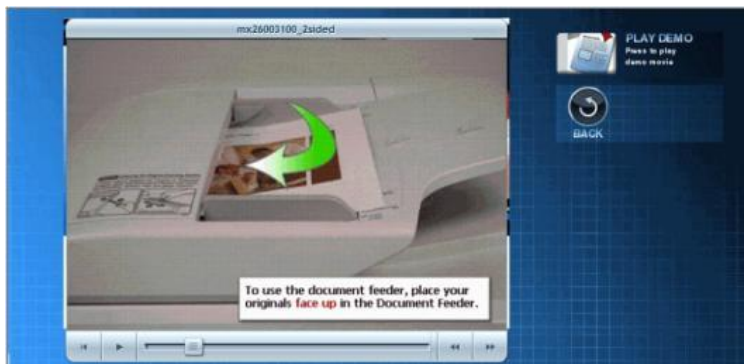 mx26003100_2sided
PLAY DEMO
Press to play
demo movie
BACK
To use the document feeder, place your
originals face up in the Document Feeder.